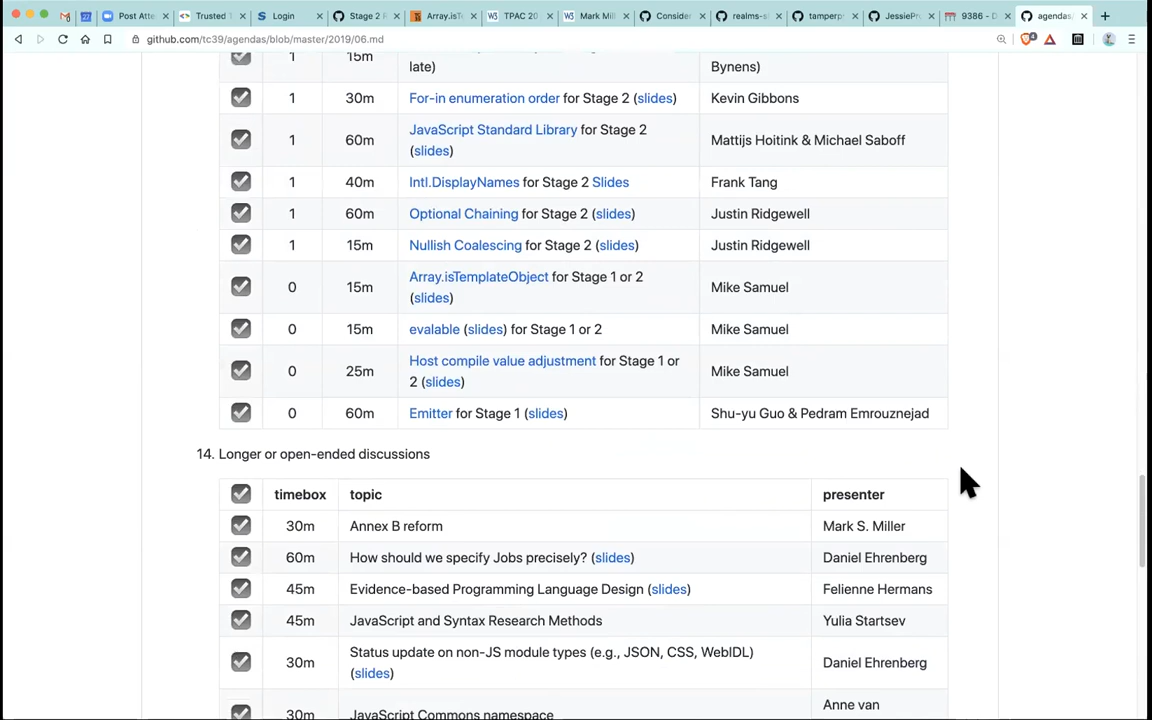 Post Atte
Trusted T
Login
Stage 2 R
Array.isTe
TPAC 20
Mark Mil
Consider
realms-s
tamperp
JessiePr
9386 - D
agendas
github.com/tc39/agendas/blob/master/2019/06.md
1 15m
late) Bynens)
1 30m For-in enumeration order for Stage 2 (slides) Kevin Gibbons
1 60m JavaScript Standard Library for Stage 2
(slides) Mattijs Hoitink & Michael Saboff
1 40m Intl.DisplayNames for Stage 2 Slides Frank Tang
1 60m Optional Chaining for Stage 2 (slides) Justin Ridgewell
1 15m Nullish Coalescing for Stage 2 (slides) Justin Ridgewell
0 15m Array.isTemplateObject for Stage 1 or 2
(slides) Mike Samuel
0 15m evalable (slides) for Stage 1 or 2 Mike Samuel
0 25m Host compile value adjustment for Stage 1 or
2 (slides) Mike Samuel
0 60m Emitter for Stage 1 (slides) Shu-yu Guo & Pedram Emrouznejad
14. Longer or open-ended discussions
timebox topic presenter
30m Annex B reform Mark S. Miller
60m How should we specify Jobs precisely? (slides) Daniel Ehrenberg
45m Evidence-based Programming Language Design (slides) Felienne Hermans
45m JavaScript and Syntax Research Methods Yulia Startsev
30m Status update on non-JS module types (e.g., JSON, CSS, WebIDL)
(slides) Daniel Ehrenberg
30m JavaScript Commons namespace Anne van